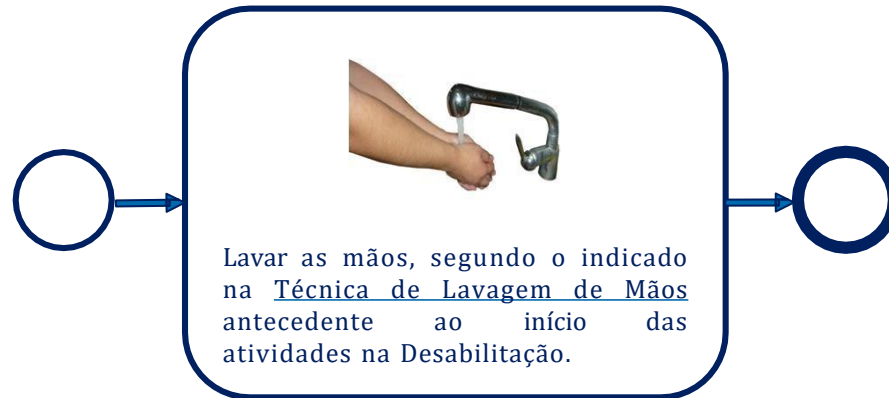 Lavar as mãos, segundo o indicado
na Técnica de Lavagem de Mãos
antecedente ao início das
atividades na Desabilitação.